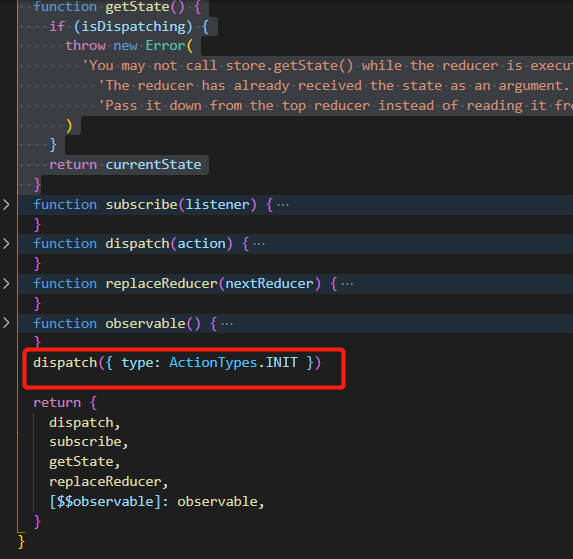 function getState() {
if (isDispatching) {
throw new Error(
'You may not call store.getState() while the reducer is
'The reducer has already received the state as an argument.
'Pass it down from the top reducer instead of reading it
)
}
return currentState
}
function subscribe(listener) { ···
}
function dispatch(action) { ···
}
function replaceReducer(nextReducer) { ···
}
function observable() { ···
}
dispatch({ type: ActionTypes.INIT })
return {
dispatch,
subscribe,
getState,
replaceReducer,
[$$observable]: observable,
}
}